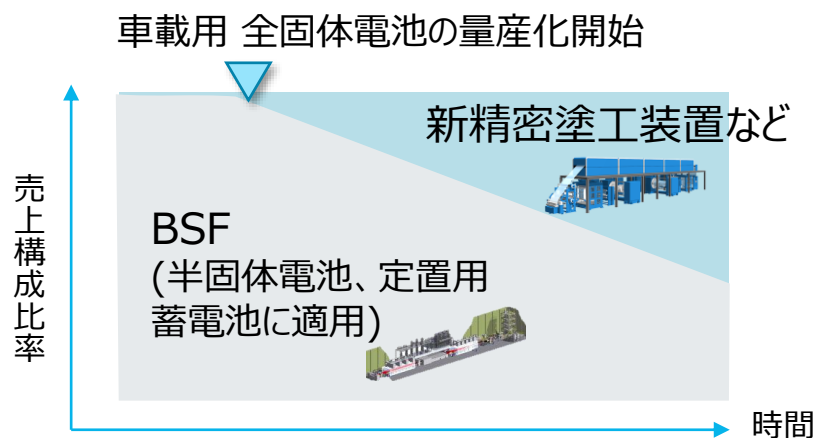 車載用 全固体電池の量産化開始
新精密塗工装置など
売上構成比率
BSF
(半固体電池、定置用
蓄電池に適用)
時間